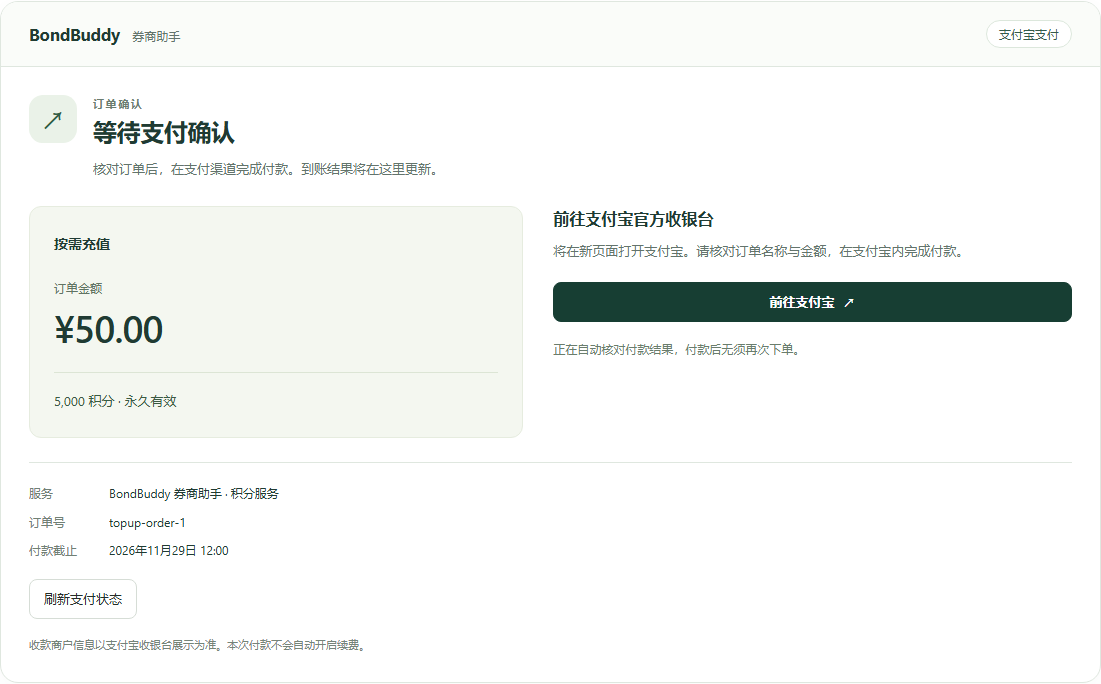 BondBuddy 券商助手
支付宝支付
订单确认
等待支付确认
核对订单后，在支付渠道完成付款。到账结果将在这里更新。
按需充值
订单金额
¥50.00
5,000 积分 · 永久有效
前往支付宝官方收银台
将在新页面打开支付宝。请核对订单名称与金额，在支付宝内完成付款。
前往支付宝 ↗
正在自动核对付款结果，付款后无须再次下单。
服务 BondBuddy 券商助手 · 积分服务
订单号 topup-order-1
付款截止 2026年11月29日 12:00
刷新支付状态
收款商户信息以支付宝收银台展示为准。本次付款不会自动开启续费。